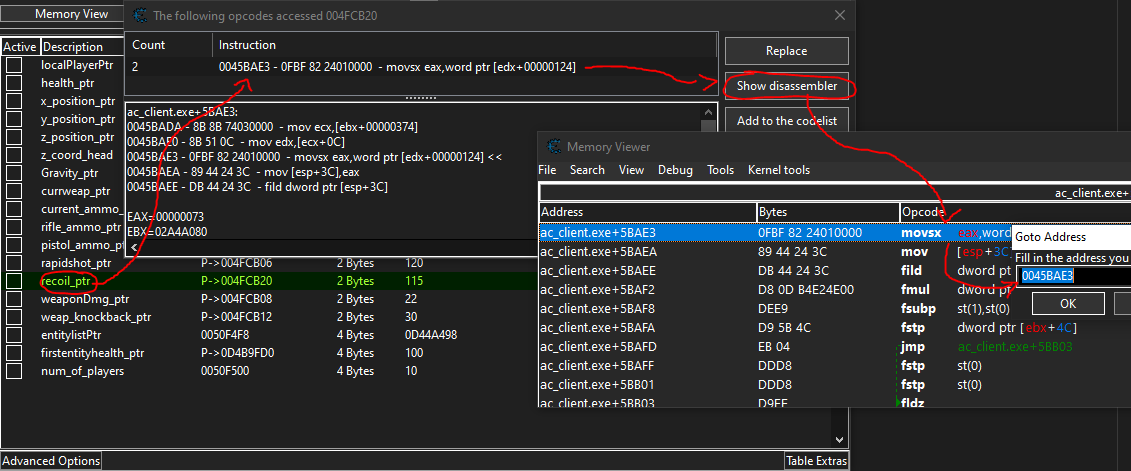 Memory View
Active Description
localPlayerPtr
health_ptr
x_position_ptr
y_position_ptr
z_position_ptr
z_coord_head
Gravity_ptr
currweap_ptr
current_ammo_
rifle_ammo_ptr
pistol_ammo_pt
rapidshot_ptr P->004FCB06 2 Bytes 120
recoil_ptr P->004FCB20 2 Bytes 115
weaponDmg_ptr P->004FCB08 2 Bytes 22
weap_knockback_ptr P->004FCB12 2 Bytes 30
entitylistPtr 0050F4F8 4 Bytes 0D44A498
firstentityhealth_ptr P->0D4B9FD0 4 Bytes 100
num_of_players 0050F500 4 Bytes 10
Advanced Options
Table Extras
The following opcodes accessed 004FCB20
Count Instruction
2 0045BAE3 - 0FBF 82 24010000 - movsx eax,word ptr [edx+00000124]
Replace
Show disassembler
Add to the codelist
ac_client.exe+5BAE3:
0045BADA - 8B 8B 74030000 - mov ecx,[ebx+00000374]
0045BAE0 - 8B 51 0C - mov edx,[ecx+0C]
0045BAE3 - 0FBF 82 24010000 - movsx eax,word ptr [edx+00000124] <<
0045BAEA - 89 44 24 3C - mov [esp+3C],eax
0045BAEE - DB 44 24 3C - fild dword ptr [esp+3C]
EAX=00000073
EBX=02A4A080
Memory Viewer
File Search View Debug Tools Kernel tools
ac_client.exe+
Address Bytes Opcode
ac_client.exe+5BAE3 0FBF 82 24010000 movsx eax,word
ac_client.exe+5BAEA 89 44 24 3C mov [esp+3C
ac_client.exe+5BAEE DB 44 24 3C fild dword pt
ac_client.exe+5BAF2 D8 0D B4E24E00 fmul dword pt
ac_client.exe+5BAF8 DEE9 fsubp st(1),st(0)
ac_client.exe+5BAFA D9 5B 4C fstp dword ptr [ebx+4C]
ac_client.exe+5BAFD EB 04 jmp ac_client.exe+5BB03
ac_client.exe+5BAFF DDD8 fstp st(0)
ac_client.exe+5BB01 DDD8 fstp st(0)
ac_client.exe+5BB03 D9EE fldz
Goto Address
Fill in the address you
0045BAE3
OK